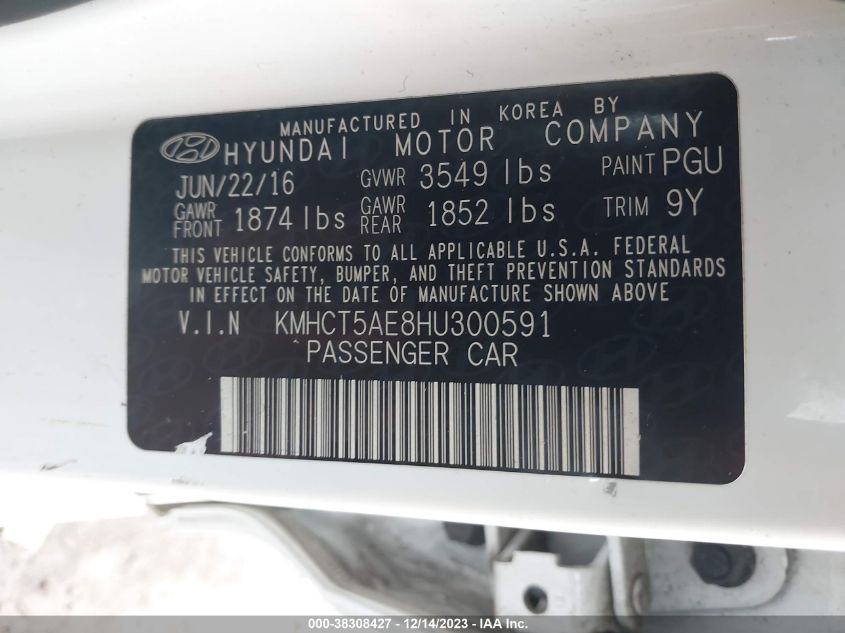 MANUFACTURED IN KOREA BY
HYUNDAI MOTOR COMPANY
JUN/22/16 GVWR 3549 lbs PAINT PGU
GAWR FRONT 1874 lbs GAWR REAR 1852 lbs TRIM 9Y
THIS VEHICLE CONFORMS TO ALL APPLICABLE U.S.A. FEDERAL
MOTOR VEHICLE SAFETY, BUMPER, AND THEFT PREVENTION STANDARDS
IN EFFECT ON THE DATE OF MANUFACTURE SHOWN ABOVE
V.I.N KMHCT5AE8HU300591
PASSENGER CAR
000-38308427 - 12/14/2023 - IAA Inc.